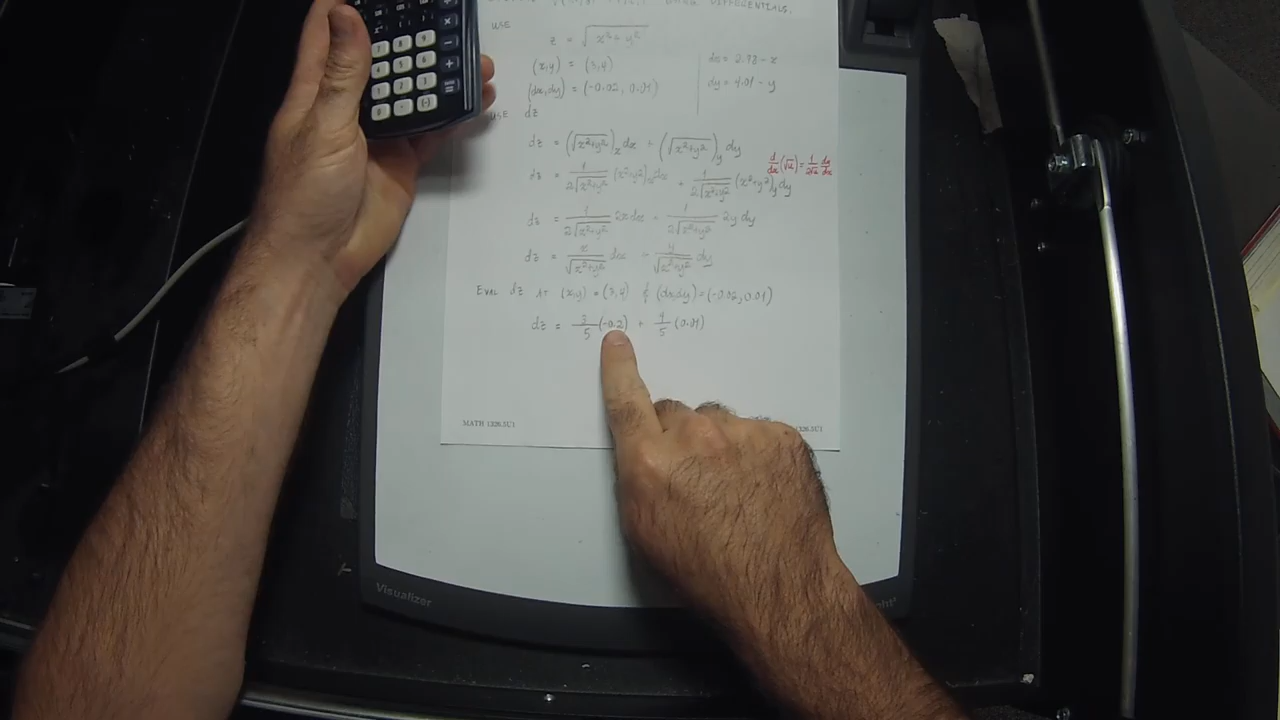 USING DIFFERENTIALS.
USE
z = √x²+y²
(x,y) = (3,4)
dx = 2.98 - x
(dx,dy) = (-0.02, 0.01)
dy = 4.01 - y
USE dz
dz = (√x²+y²)ₓ dx + (√x²+y²)ᵧ dy
d/dx (√u) = 1/2√u du/dx
dz = 1/2√x²+y² (x²+y²)ₓ dx + 1/2√x²+y² (x²+y²)ᵧ dy
dz = 1/2√x²+y² 2x dx + 1/2√x²+y² 2y dy
dz = x/√x²+y² dx + y/√x²+y² dy
EVAL dz AT (x,y) = (3,4) & (dx,dy) = (-0.02, 0.01)
dz = 3/5 (-0.2) + 4/5 (0.01)
MATH 1326.5U1
Visualizer